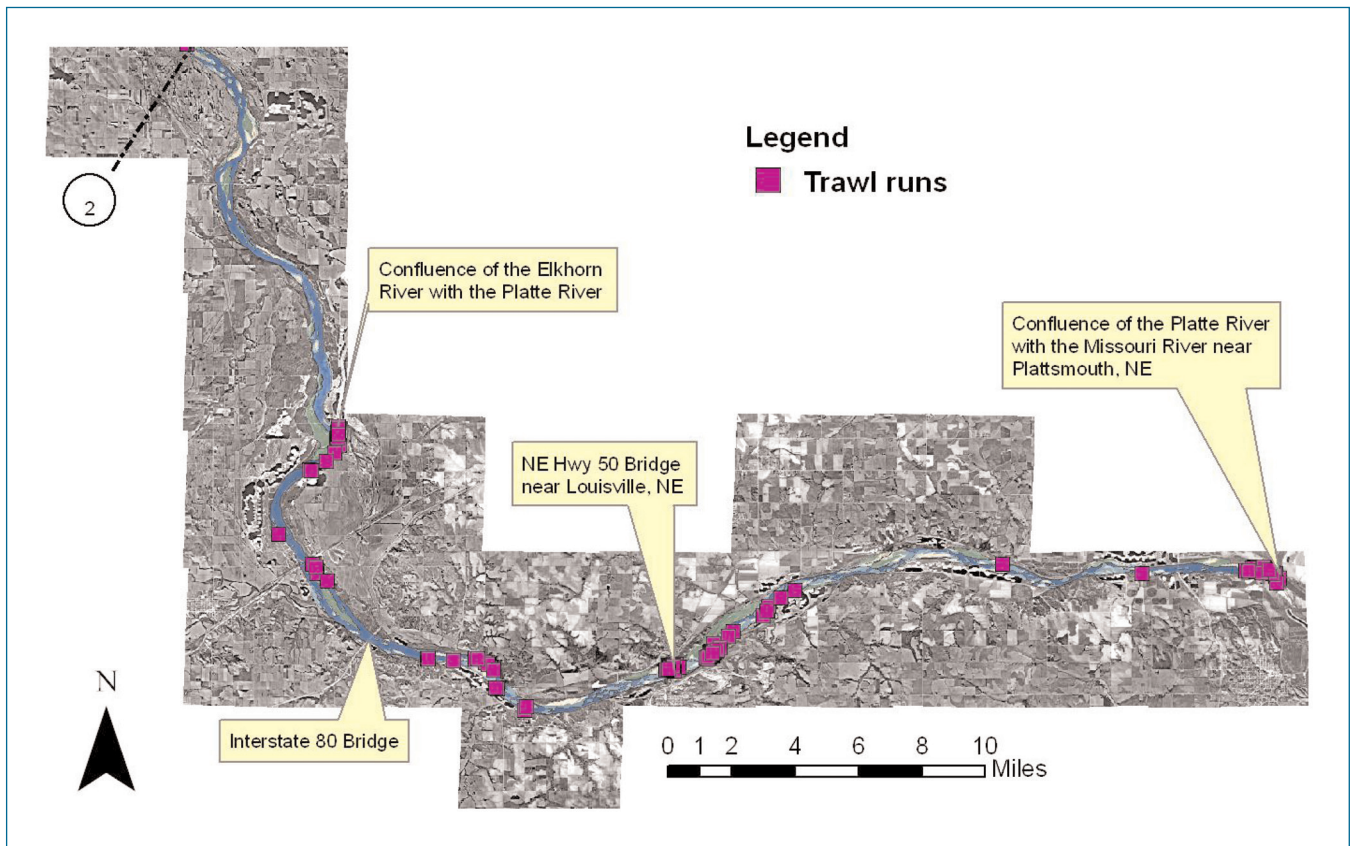 Legend
Trawl runs
2
Confluence of the Elkhorn
River with the Platte River
Confluence of the Platte River
with the Missouri River near
Plattsmouth, NE
NE Hwy 50 Bridge
near Louisville, NE
Interstate 80 Bridge
N
0 1 2 4 6 8 10
Miles